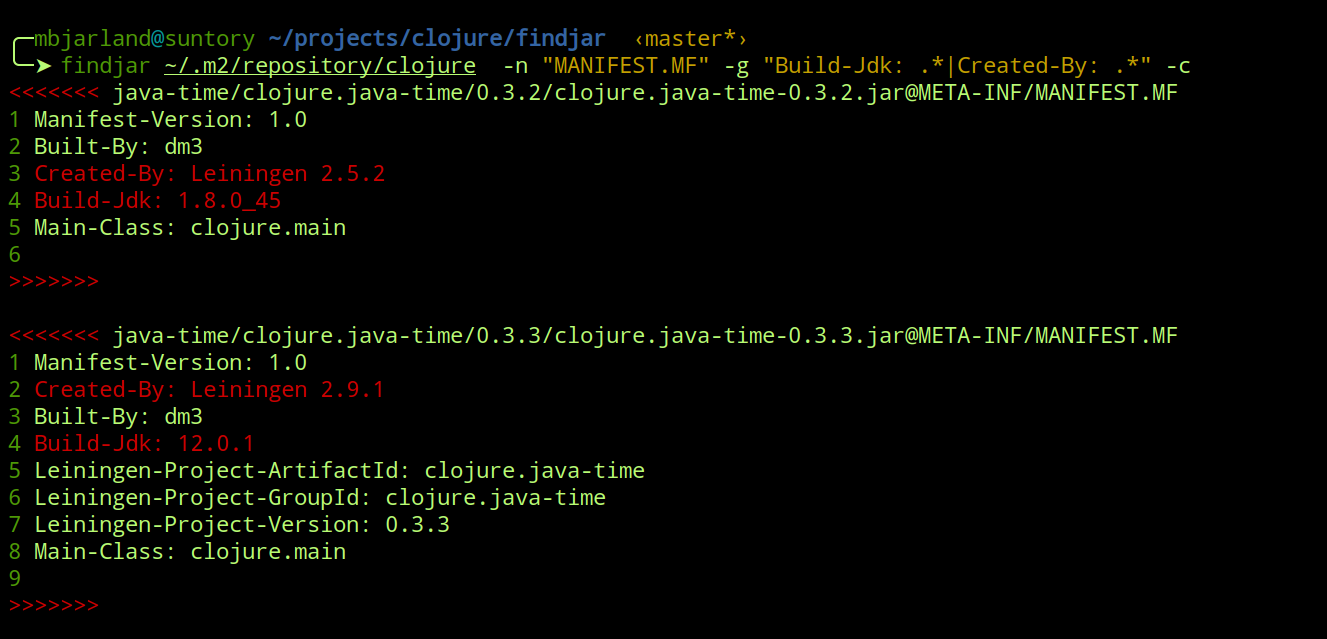 mbjarland@suntory ~/projects/clojure/findjar  ‹master*›
➤ findjar ~/.m2/repository/clojure  -n "MANIFEST.MF" -g "Build-Jdk: .*|Created-By: .*" -c
<<<<<<< java-time/clojure.java-time/0.3.2/clojure.java-time-0.3.2.jar@META-INF/MANIFEST.MF
1 Manifest-Version: 1.0
2 Built-By: dm3
3 Created-By: Leiningen 2.5.2
4 Build-Jdk: 1.8.0_45
5 Main-Class: clojure.main
6
>>>>>>>
<<<<<<< java-time/clojure.java-time/0.3.3/clojure.java-time-0.3.3.jar@META-INF/MANIFEST.MF
1 Manifest-Version: 1.0
2 Created-By: Leiningen 2.9.1
3 Built-By: dm3
4 Build-Jdk: 12.0.1
5 Leiningen-Project-ArtifactId: clojure.java-time
6 Leiningen-Project-GroupId: clojure.java-time
7 Leiningen-Project-Version: 0.3.3
8 Main-Class: clojure.main
9
>>>>>>>